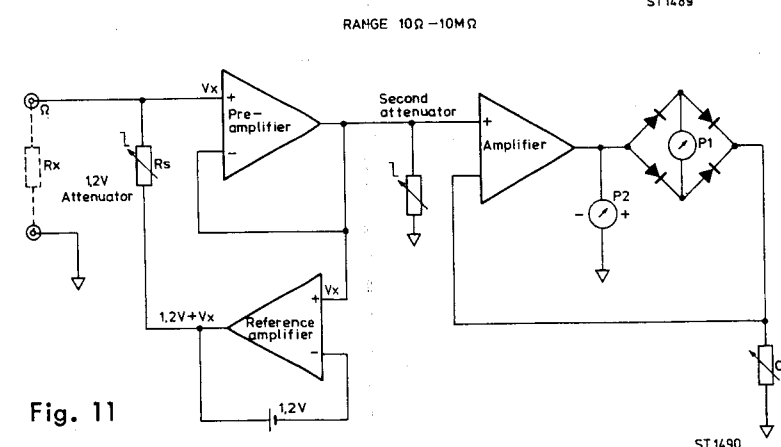 ST1489
RANGE 10Ω-10MΩ
Ω
Vx
+
Pre-
amplifier
-
Second
attenuator
+
Amplifier
-
P1
Rx
1,2V
Attenuator
Rs
P2
- +
1,2V+Vx
+ Vx
Reference
amplifier
-
1,2V
Fig. 11
ST1490